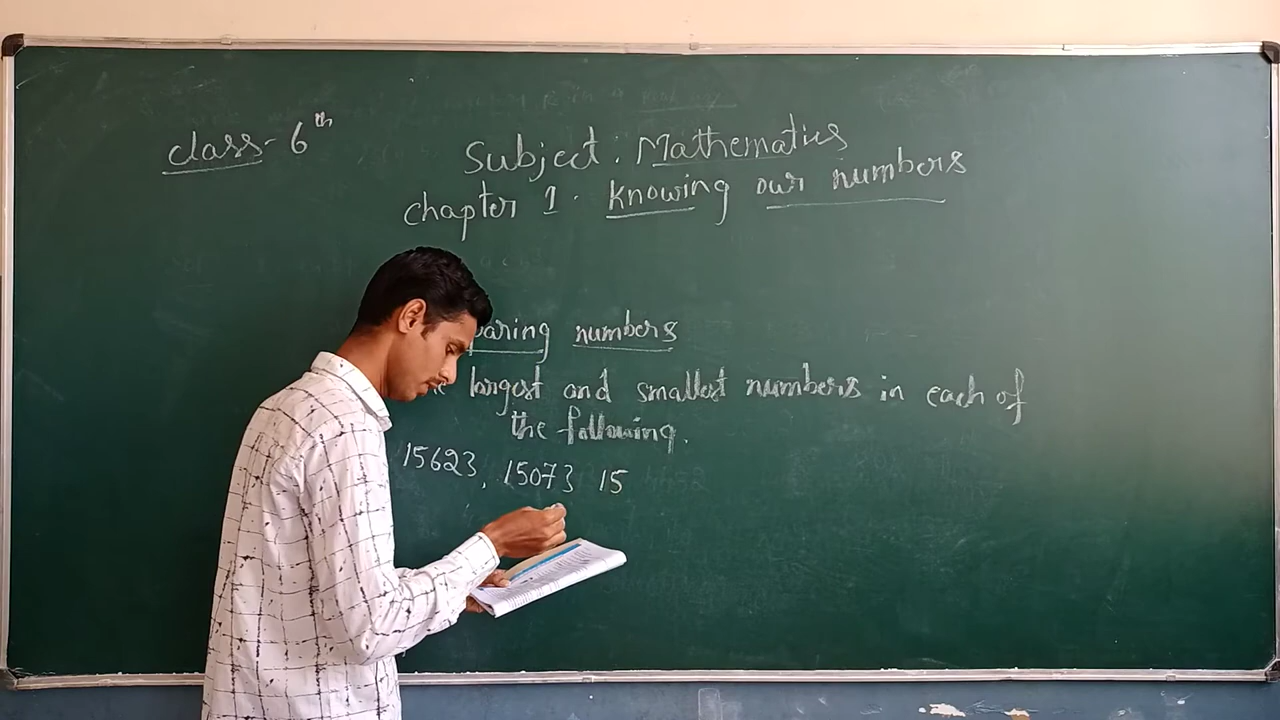 class - 6th
Subject : Mathematics
chapter 1. Knowing our numbers
paring numbers
largest and smallest numbers in each of
the following.
15623, 15073 15